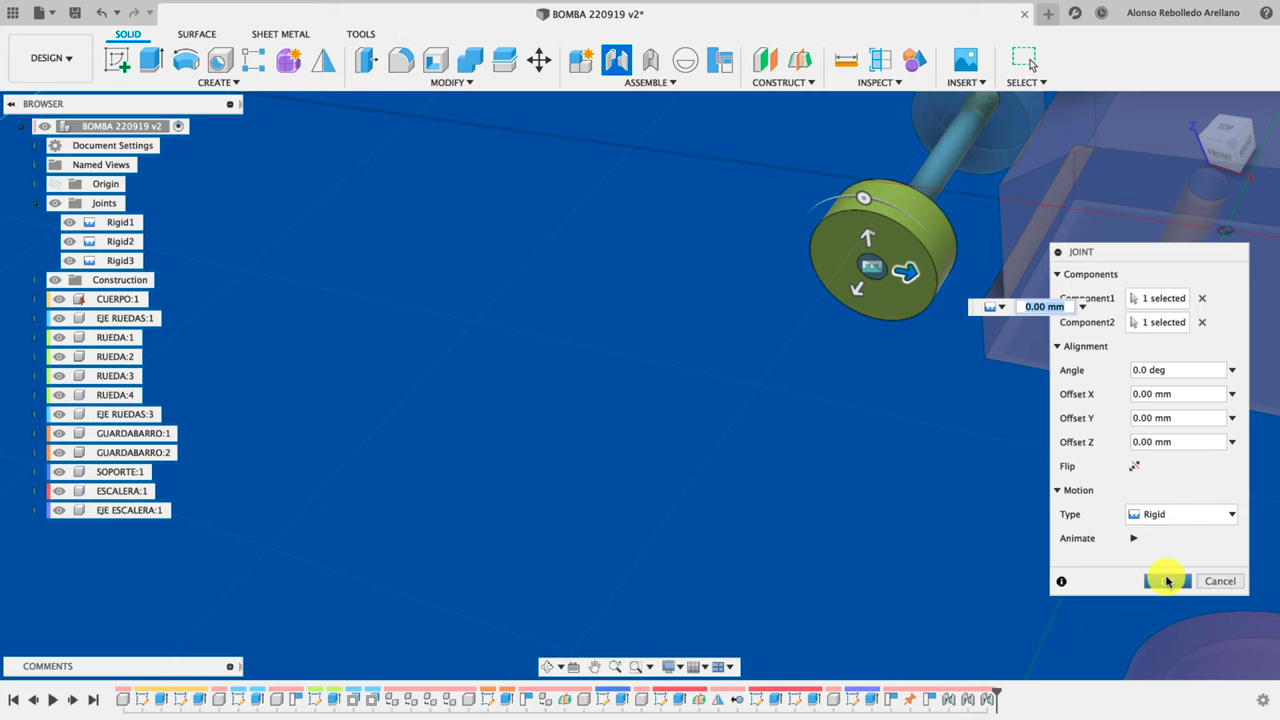 BOMBA 220919 v2*
Alonso Rebolledo Arellano
DESIGN
SOLID
SURFACE
SHEET METAL
TOOLS
CREATE
MODIFY
ASSEMBLE
CONSTRUCT
INSPECT
INSERT
SELECT
BROWSER
BOMBA 220919 v2
Document Settings
Named Views
Origin
Joints
Rigid1
Rigid2
Rigid3
Construction
CUERPO:1
EJE RUEDAS:1
RUEDA:1
RUEDA:2
RUEDA:3
RUEDA:4
EJE RUEDAS:3
GUARDABARRO:1
GUARDABARRO:2
SOPORTE:1
ESCALERA:1
EJE ESCALERA:1
Z
TOP
FRONT
X
0.00 mm
JOINT
Components
Component1
1 selected
Component2
1 selected
Alignment
Angle
0.0 deg
Offset X
0.00 mm
Offset Y
0.00 mm
Offset Z
0.00 mm
Flip
Motion
Type
Rigid
Animate
Cancel
COMMENTS